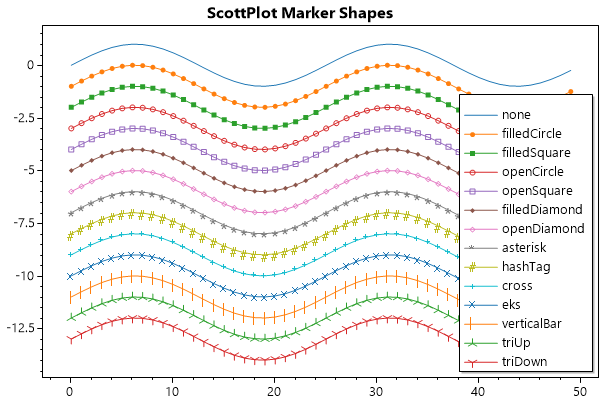 ScottPlot Marker Shapes
0
-2.5
-5
-7.5
-10
-12.5
none
filledCircle
filledSquare
openCircle
openSquare
filledDiamond
openDiamond
asterisk
hashTag
cross
eks
verticalBar
triUp
triDown
0
10
20
30
40
50